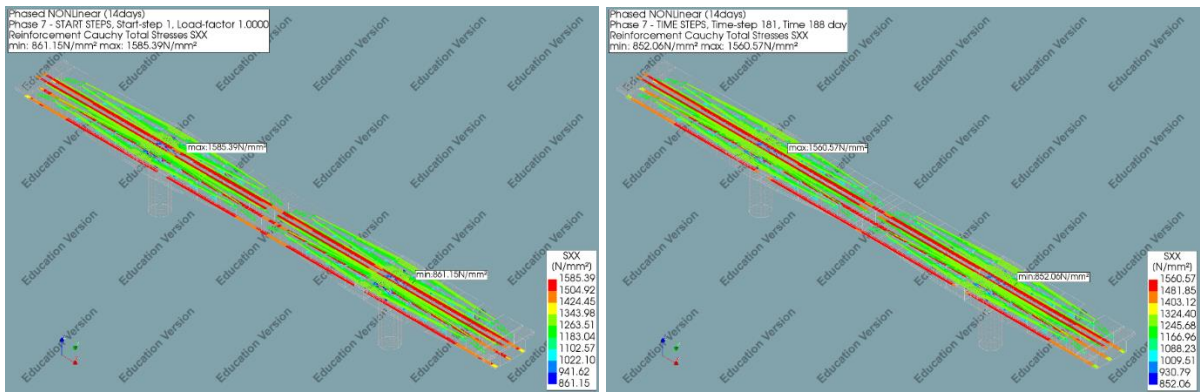 Phased NONLinear (14days)
Phase 7 - START STEPS, Start-step 1, Load-factor 1.0000
Reinforcement Cauchy Total Stresses SXX
min: 861.15N/mm² max: 1585.39N/mm²
Education Version
max:1585.39N/mm²
min:861.15N/mm²
SXX
[N/mm²]
1585.39
1504.92
1424.45
1343.98
1263.51
1183.04
1102.57
1022.10
941.62
861.15
Phased NONLinear (14days)
Phase 7 - TIME STEPS, Time-step 181, Time 188 day
Reinforcement Cauchy Total Stresses SXX
min: 852.06N/mm² max: 1560.57N/mm²
Education Version
max:1560.57N/mm²
min:852.06N/mm²
SXX
[N/mm²]
1560.57
1481.85
1403.12
1324.40
1245.68
1166.96
1088.23
1009.51
930.79
852.06